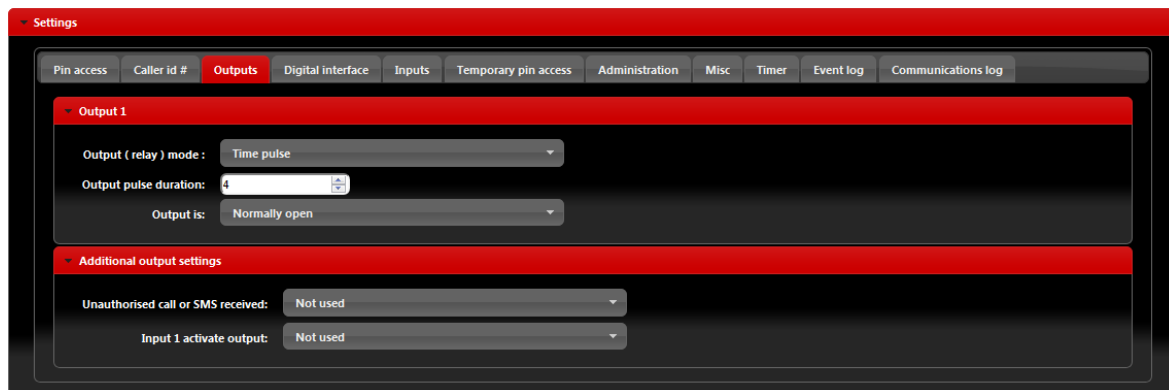 Settings
Pin access Caller id # Outputs Digital interface Inputs Temporary pin access Administration Misc Timer Event log Communications log
Output 1
Output ( relay ) mode : Time pulse
Output pulse duration: 4
Output is: Normally open
Additional output settings
Unauthorised call or SMS received: Not used
Input 1 activate output: Not used